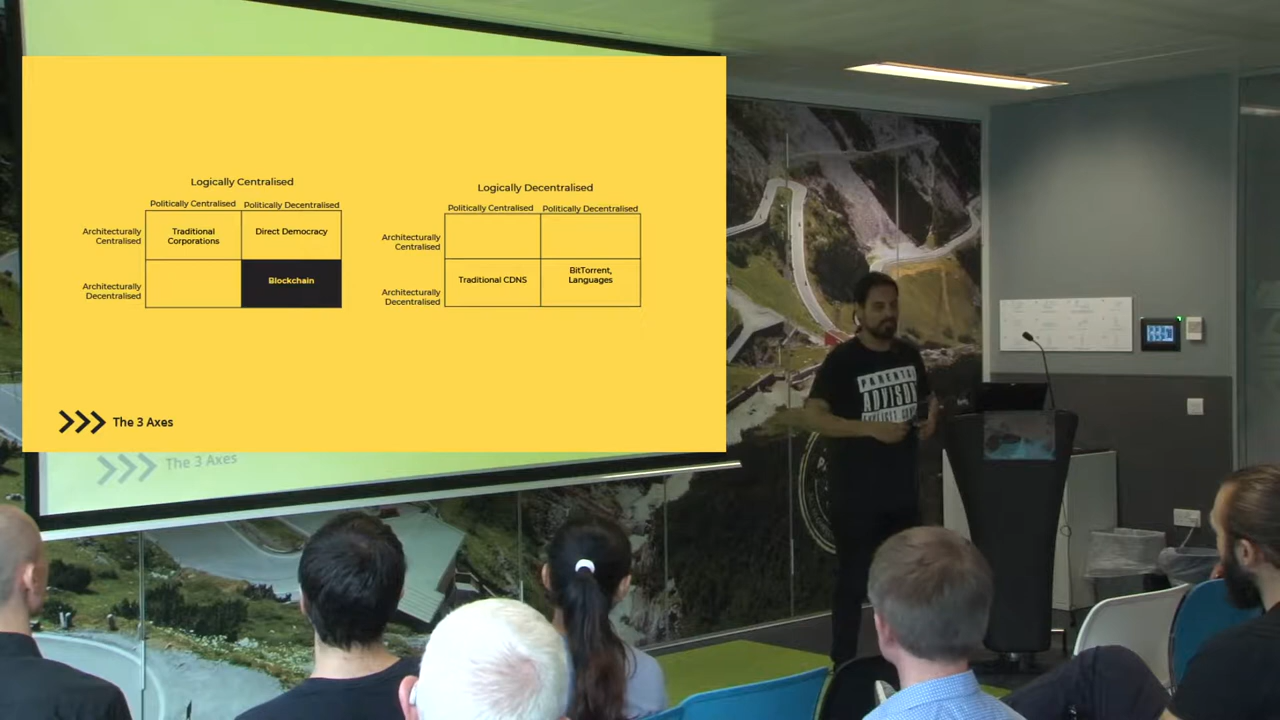 Logically Centralised
Politically Centralised
Politically Decentralised
Architecturally
Centralised
Traditional
Corporations
Direct Democracy
Architecturally
Decentralised
Blockchain
Logically Decentralised
Politically Centralised
Politically Decentralised
Architecturally
Centralised
Architecturally
Decentralised
Traditional CDNS
BitTorrent,
Languages
The 3 Axes
The 3 Axes
ADVISORY